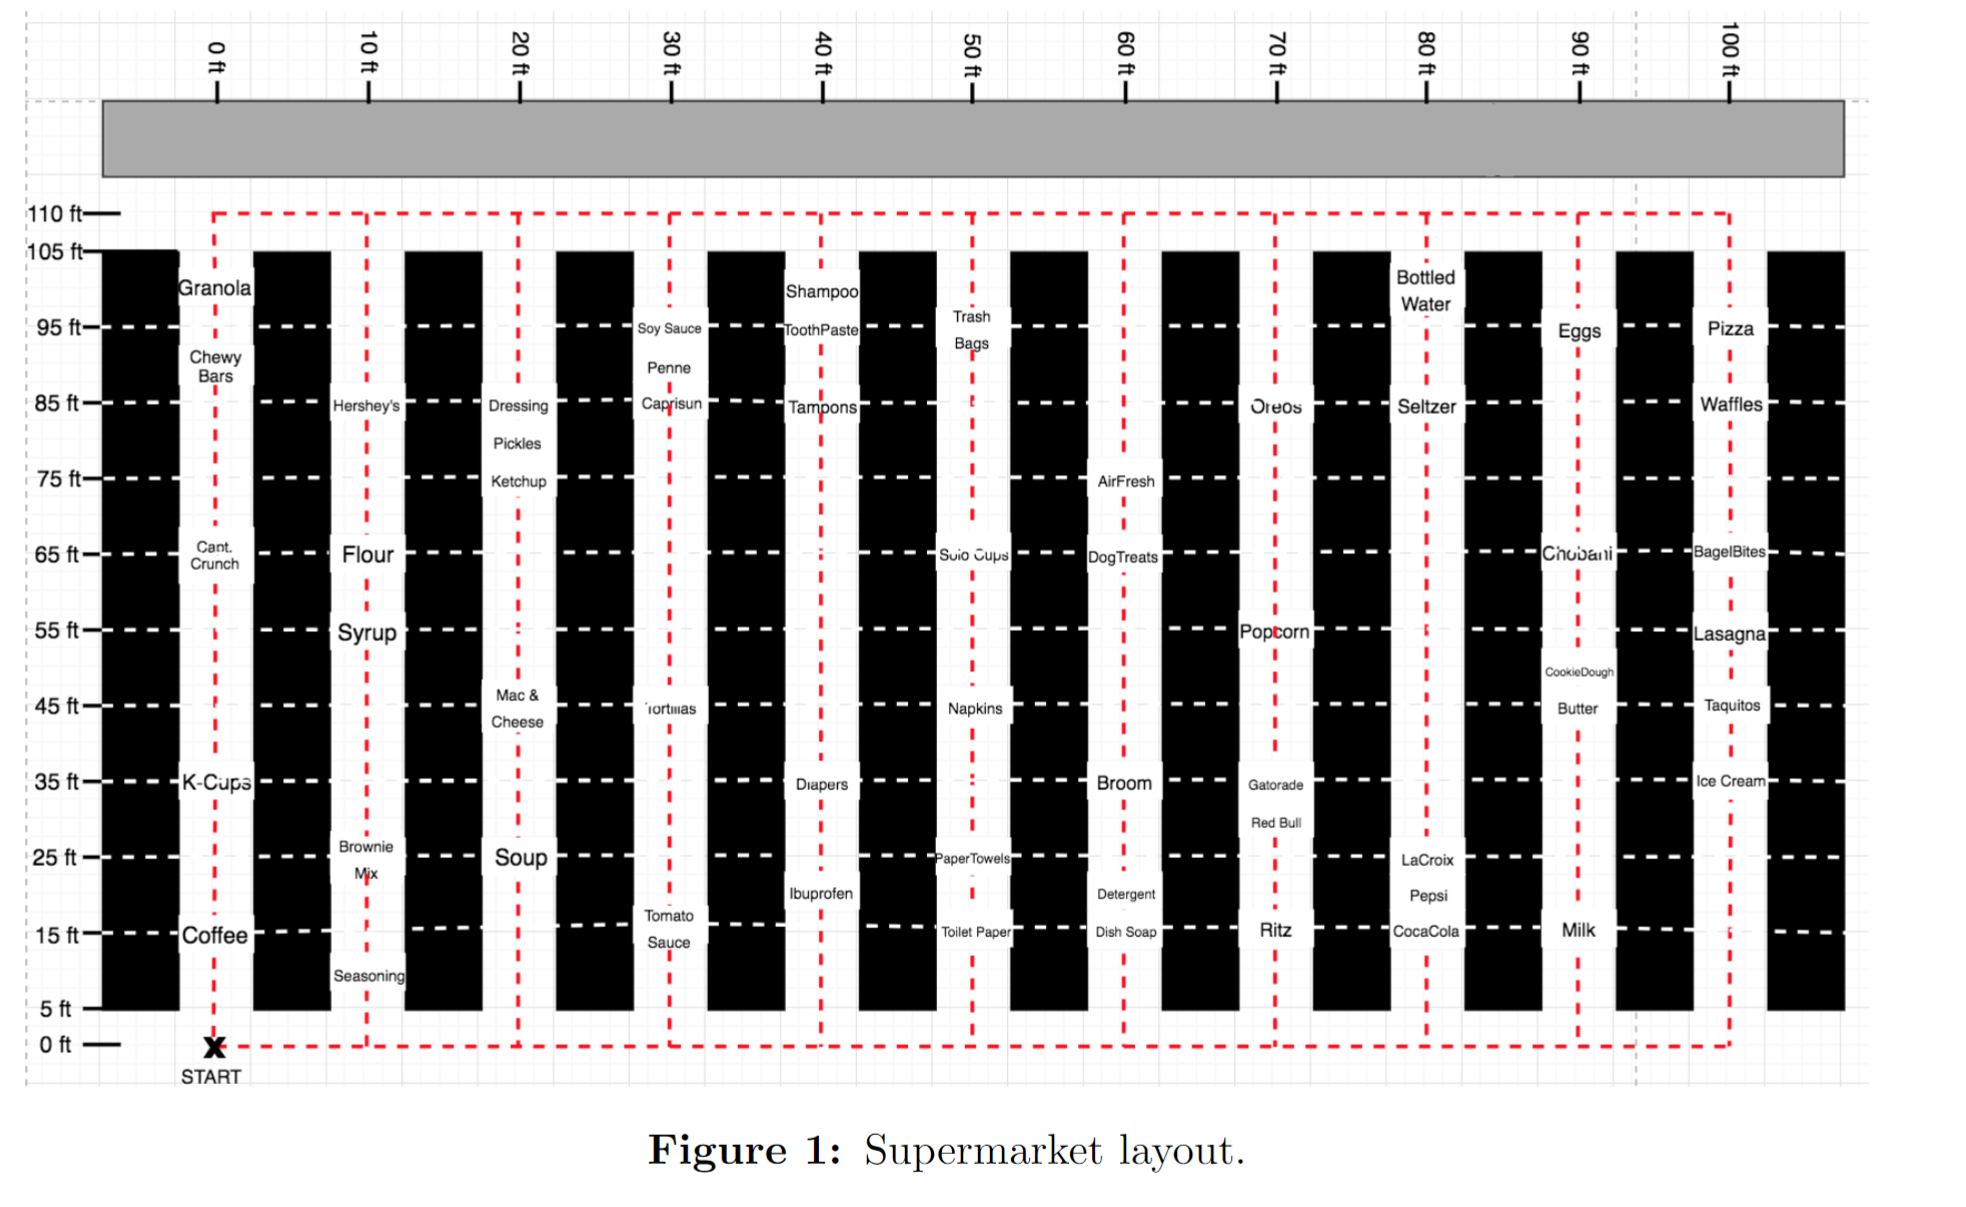 0 ft
10 ft
20 ft
30 ft
40 ft
50 ft
60 ft
70 ft
80 ft
90 ft
100 ft
110 ft
105 ft
Bottled
Granola
Shampoo
Water
Trash
95 ft
Soy Sauce
ToothPaste
Eggs
Pizza
Bags
Chewy
Bars
Penne
85 ft
Hershey's
Dressing
Caprisun
Tampons
Oreos
Seltzer
Waffles
Pickles
75 ft
Ketchup
AirFresh
Cant.
Crunch
65 ft
Flour
Solo Cups
DogTreats
Chobani
BagelBites
55 ft
Syrup
Popcorn
Lasagna
CookieDough
Mac &
Cheese
45 ft
Tortillas
Napkins
Butter
Taquitos
35 ft
K-Cups
Diapers
Broom
Gatorade
Ice Cream
Red Bull
Brownie
Mix
25 ft
Soup
PaperTowels
LaCroix
Ibuprofen
Detergent
Pepsi
Tomato
Sauce
15 ft
Coffee
Toilet Paper
Dish Soap
Ritz
CocaCola
Milk
Seasoning
5 ft
0 ft
X
START
Figure 1: Supermarket layout.